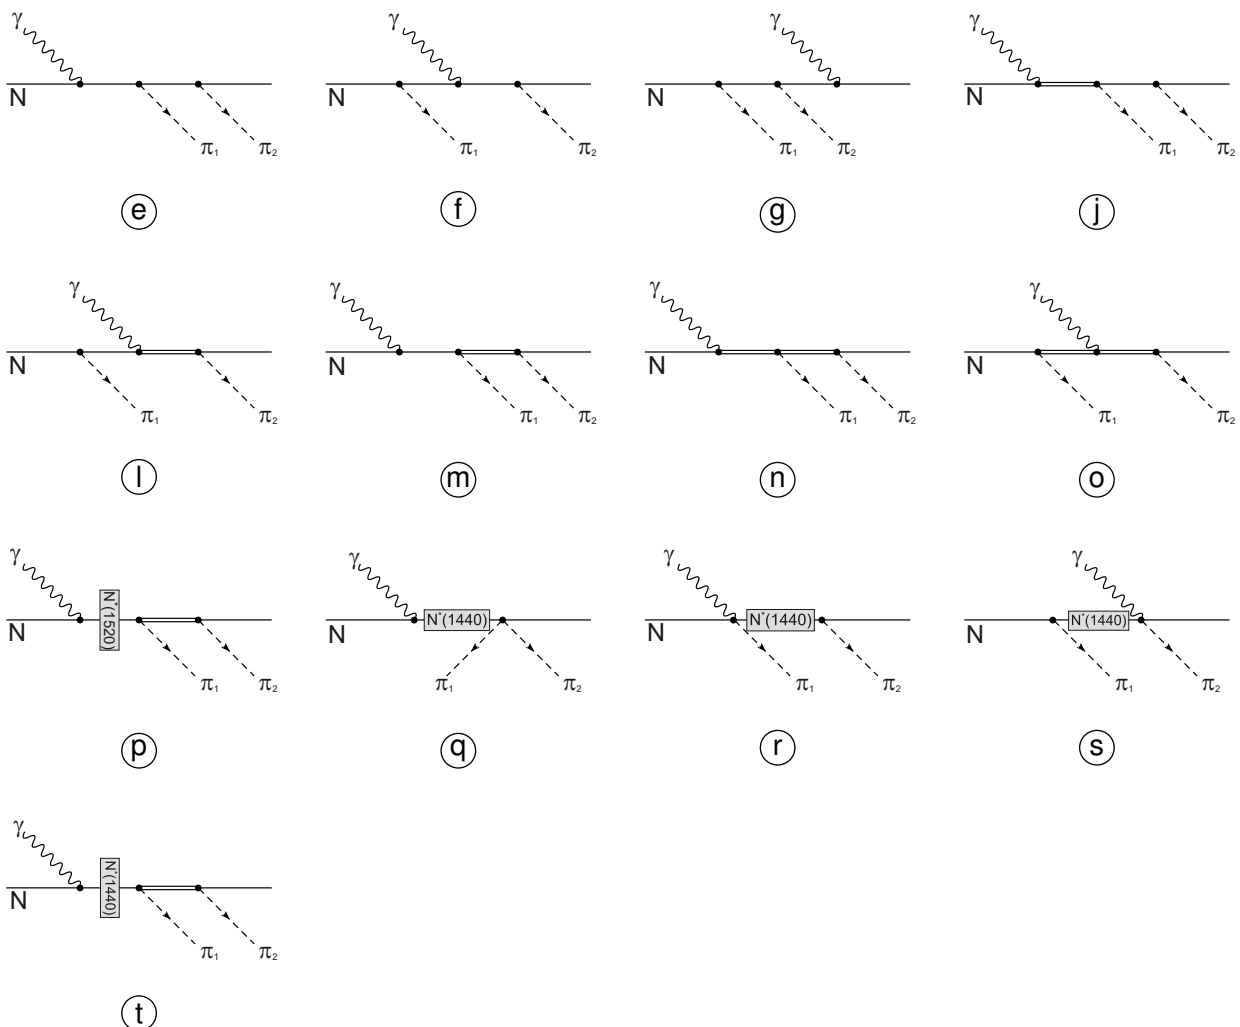 γ γ γ γ
N N N N
π₁ π₂ π₁ π₂ π₁ π₂ π₁ π₂
e f g j
γ γ γ γ
N N N N
π₁ π₂ π₁ π₂ π₁ π₂ π₁ π₂
l m n o
γ γ γ γ
N*(1520) N*(1440) N*(1440) N*(1440)
N N N N
π₁ π₂ π₁ π₂ π₁ π₂ π₁ π₂
p q r s
γ
N*(1440)
N
π₁ π₂
t